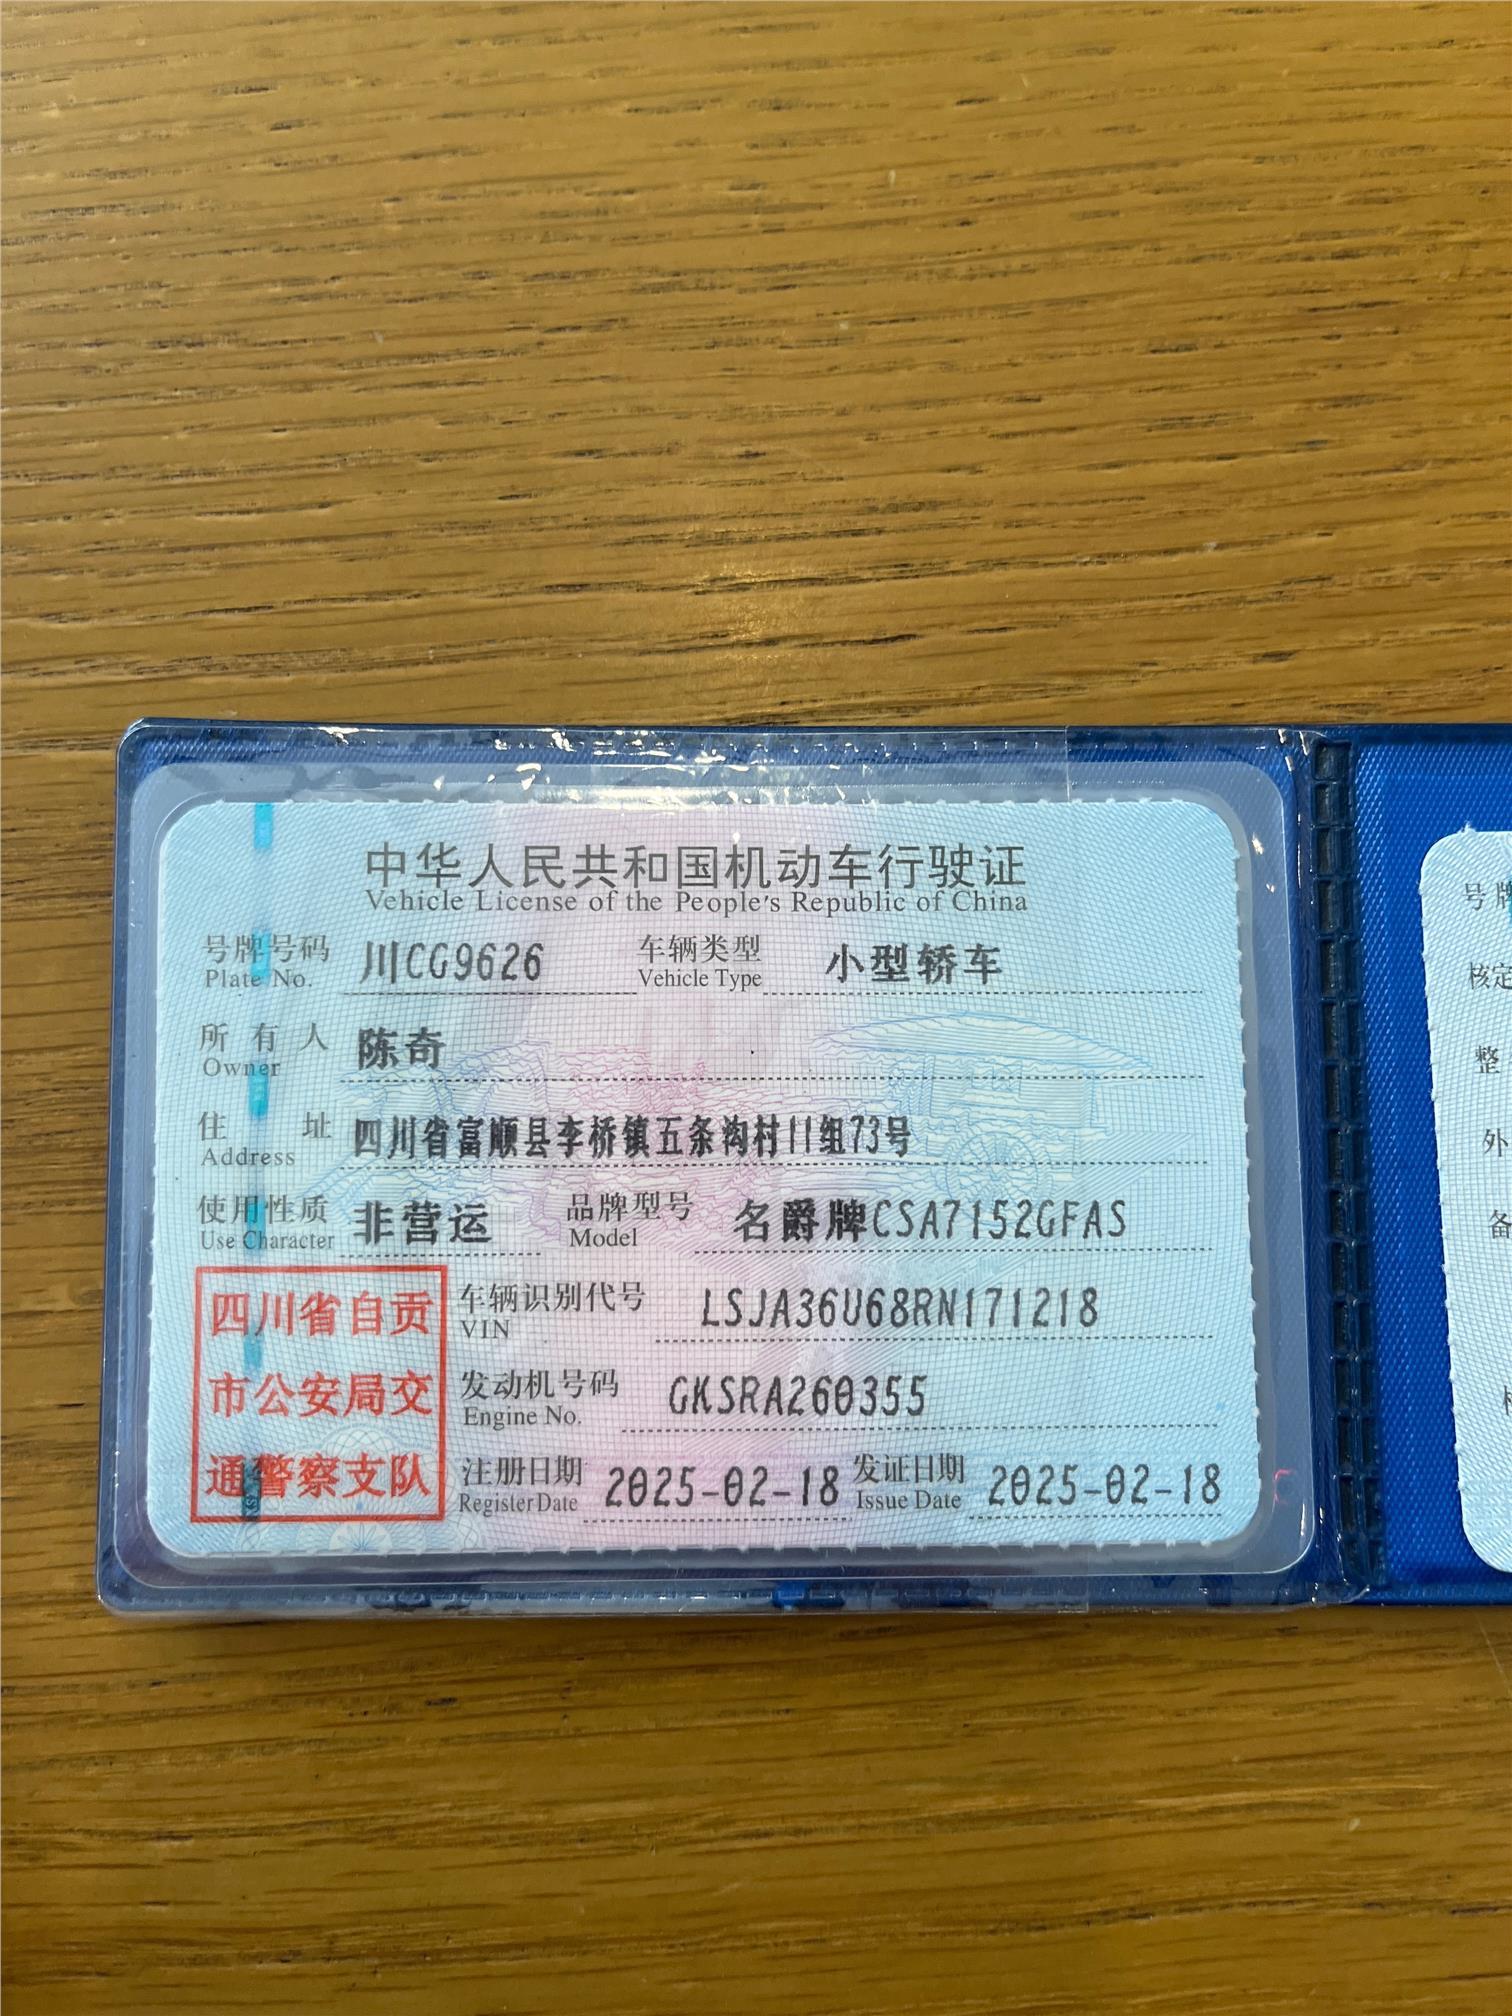 中华人民共和国机动车行驶证
Vehicle License of the People's Republic of China
号牌号码 川CG9626 车辆类型 小型轿车
Plate No. Vehicle Type
所有人 陈奇
Owner
住址 四川省富顺县李桥镇五条沟村11组73号
Address
使用性质 非营运 品牌型号 名爵牌CSA7152GFAS
Use Character Model
四川省自贡
市公安局交
通警察支队
车辆识别代号 LSJA36U68RN171218
VIN
发动机号码 GKSRA260355
Engine No.
注册日期 2025-02-18 发证日期 2025-02-18
Register Date Issue Date
号牌
核定
整
外
备